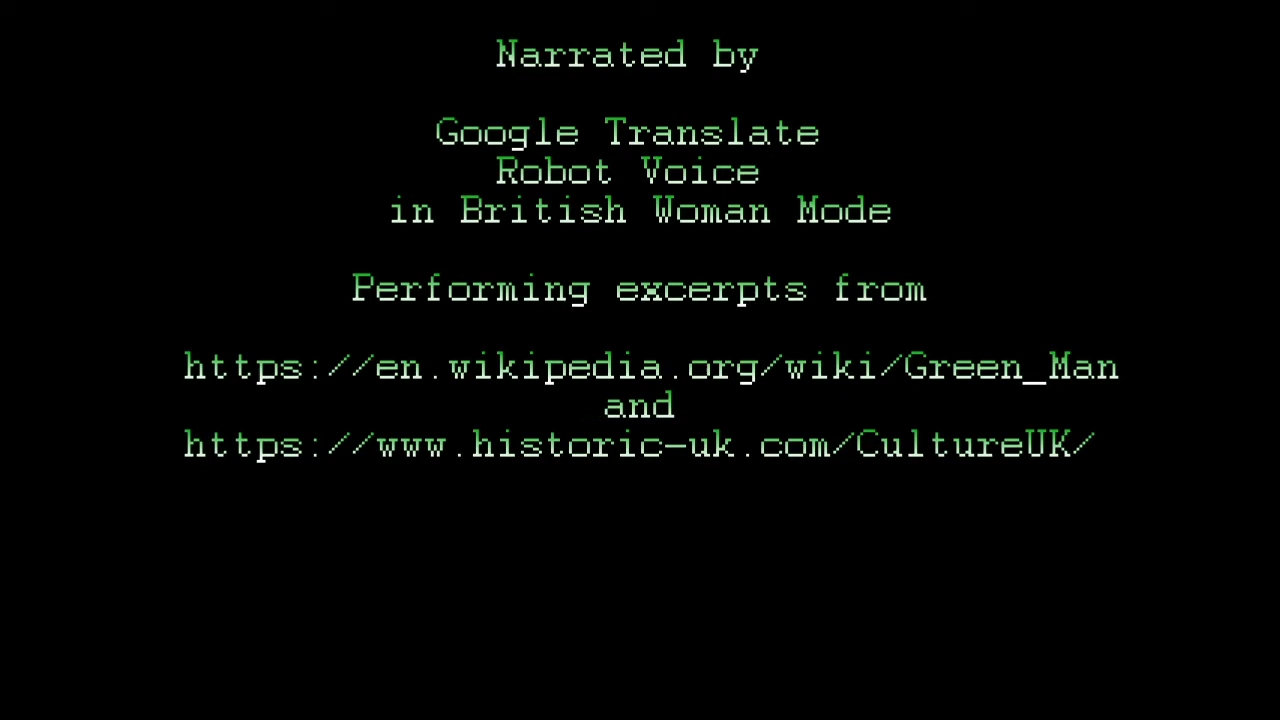 Narrated by
Google Translate
Robot Voice
in British Woman Mode
Performing excerpts from
https://en.wikipedia.org/wiki/Green_Man
and
https://www.historic-uk.com/CultureUK/